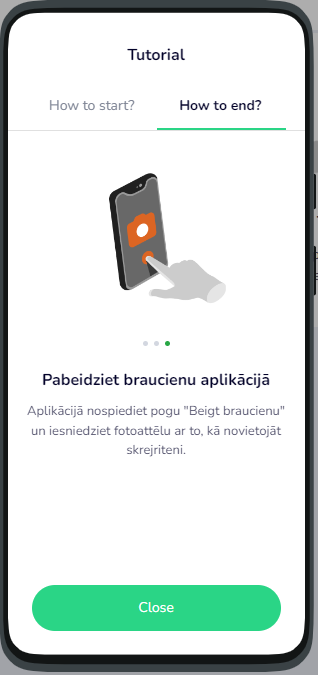 Tutorial
How to start?
How to end?
Pabeidziet braucienu aplikācijā
Aplikācijā nospiediet pogu "Beigt braucienu"
un iesniedziet fotoattēlu ar to, kā novietojāt
skrejriteni.
Close